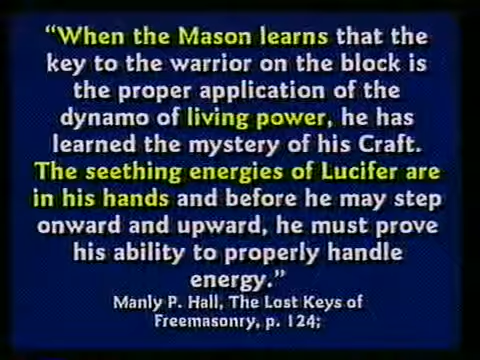 “When the Mason learns that the
key to the warrior on the block is
the proper application of the
dynamo of living power, he has
learned the mystery of his Craft.
The seething energies of Lucifer are
in his hands and before he may step
onward and upward, he must prove
his ability to properly handle
energy.”
Manly P. Hall, The Lost Keys of
Freemasonry, p. 124;